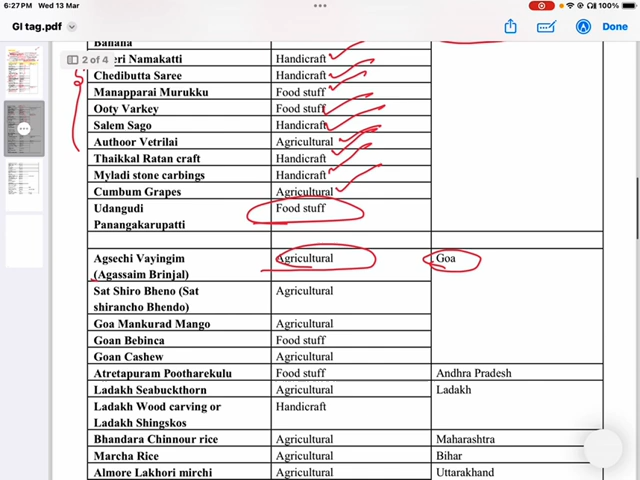 6:27PM Wed 13 Mar
100%
GI tag.pdf
Done
2 of 4
Banana
eri Namakatti Handicraft
Chedibutta Saree Handicraft
Manapparai Murukku Food stuff
Ooty Varkey Food stuff
Salem Sago Handicraft
Authoor Vetrilai Agricultural
Thaikkal Ratan craft Handicraft
Myladi stone carbings Handicraft
Cumbum Grapes Agricultural
Udangudi Food stuff
Panangakarupatti
Agsechi Vayingim Agricultural Goa
(Agassaim Brinjal)
Sat Shiro Bheno (Sat Agricultural
shirancho Bhendo)
Goa Mankurad Mango Agricultural
Goan Bebinca Food stuff
Goan Cashew Agricultural
Atretapuram Pootharekulu Food stuff Andhra Pradesh
Ladakh Seabuckthorn Agricultural Ladakh
Ladakh Wood carving or Handicraft
Ladakh Shingskos
Bhandara Chinnour rice Agricultural Maharashtra
Marcha Rice Agricultural Bihar
Almore Lakhori mirchi Agricultural Uttarakhand